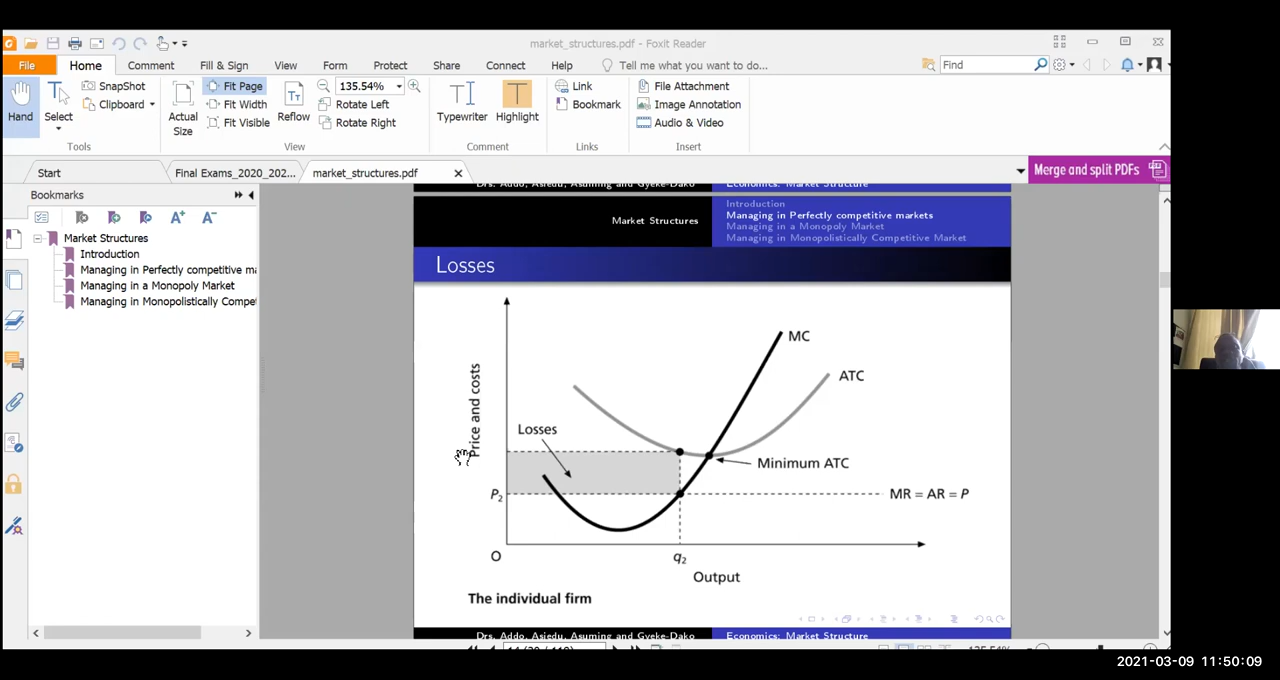 market_structures.pdf - Foxit Reader
File Home Comment Fill & Sign View Form Protect Share Connect Help Tell me what you want to do... Find
Hand Select SnapShot Clipboard Actual Size Fit Page Fit Width Fit Visible Reflow 135.54% Rotate Left Rotate Right Typewriter Highlight Link Bookmark File Attachment Image Annotation Audio & Video
Tools View Comment Links Insert
Start Final Exams_2020_202... market_structures.pdf Merge and split PDFs
Bookmarks
Market Structures
Introduction
Managing in Perfectly competitive ma
Managing in a Monopoly Market
Managing in Monopolistically Compet
Drs. Addo, Asiedu, Asuming and Gyeke-Dako Economics: Market Structure
Market Structures
Introduction
Managing in Perfectly competitive markets
Managing in a Monopoly Market
Managing in Monopolistically Competitive Market
Losses
MC
ATC
Price and costs
Losses
Minimum ATC
P₂
MR = AR = P
O
q₂
Output
The individual firm
Drs. Addo, Asiedu, Asuming and Gyeke-Dako Economics: Market Structure
135.54%
2021-03-09 11:50:09